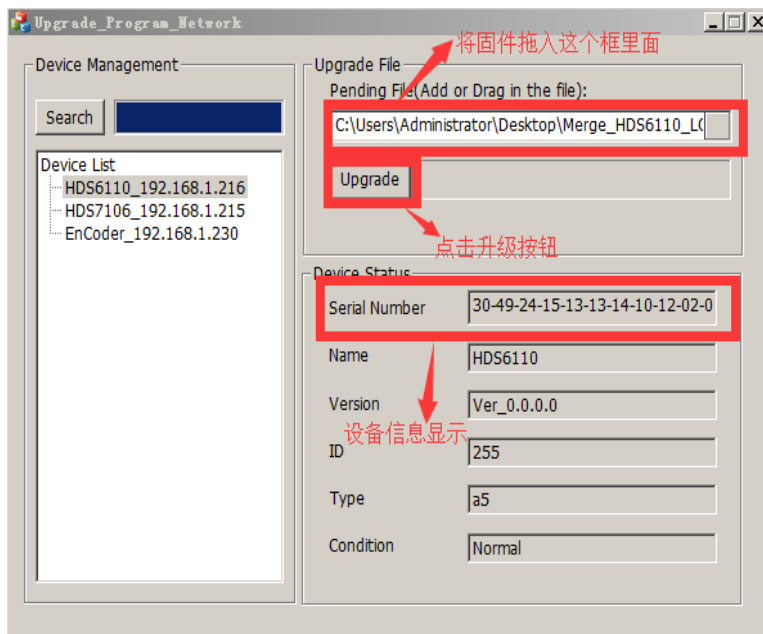 Upgrade_Program_Network
将固件拖入这个框里面
Device Management
Search
Device List
HDS6110_192.168.1.216
HDS7106_192.168.1.215
EnCoder_192.168.1.230
Upgrade File
Pending File(Add or Drag in the file):
C:\Users\Administrator\Desktop\Merge_HDS6110_L
Upgrade
点击升级按钮
Device Status
Serial Number
30-49-24-15-13-13-14-10-12-02-0
Name
HDS6110
Version
Ver_0.0.0.0
设备信息显示
ID
255
Type
a5
Condition
Normal